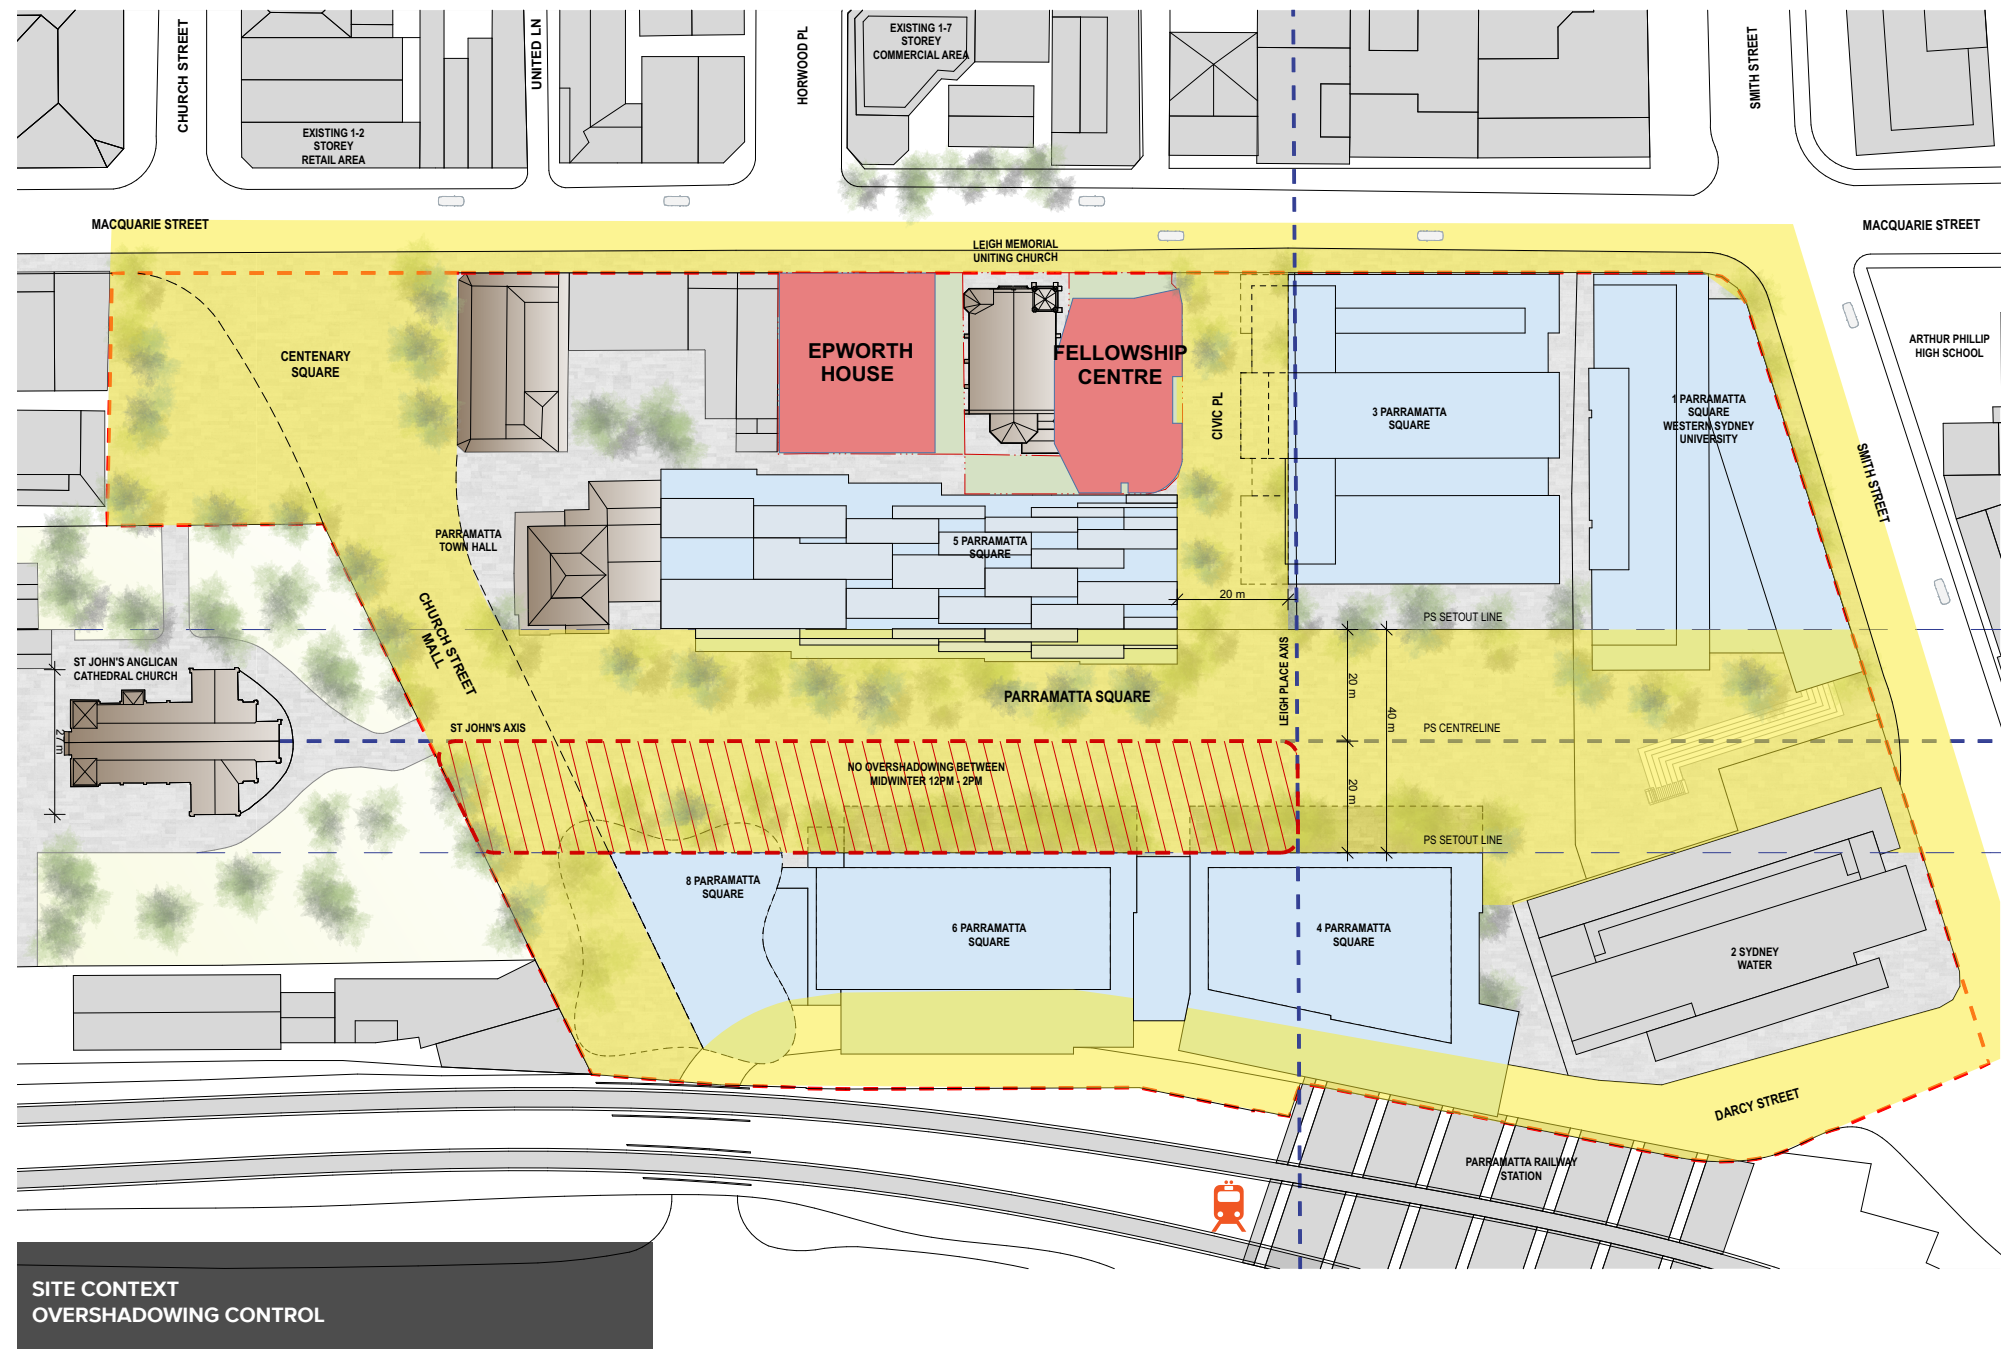 CHURCH STREET
UNITED LN
HORWOOD PL
EXISTING 1-7
STOREY
COMMERCIAL AREA
SMITH STREET
EXISTING 1-2
STOREY
RETAIL AREA
MACQUARIE STREET
MACQUARIE STREET
LEIGH MEMORIAL
UNITING CHURCH
CENTENARY
SQUARE
EPWORTH
HOUSE
FELLOWSHIP
CENTRE
CIVIC PL
3 PARRAMATTA
SQUARE
1 PARRAMATTA
SQUARE
WESTERN SYDNEY
UNIVERSITY
ARTHUR PHILLIP
HIGH SCHOOL
SMITH STREET
PARRAMATTA
TOWN HALL
5 PARRAMATTA
SQUARE
20 m
PS SETOUT LINE
CHURCH STREET
MALL
ST JOHN'S ANGLICAN
CATHEDRAL CHURCH
27 m
LEIGH PLACE AXIS
20 m
40 m
PARRAMATTA SQUARE
ST JOHN'S AXIS
PS CENTRELINE
NO OVERSHADOWING BETWEEN
MIDWINTER 12PM - 2PM
20 m
PS SETOUT LINE
8 PARRAMATTA
SQUARE
6 PARRAMATTA
SQUARE
4 PARRAMATTA
SQUARE
2 SYDNEY
WATER
DARCY STREET
PARRAMATTA RAILWAY
STATION
SITE CONTEXT
OVERSHADOWING CONTROL